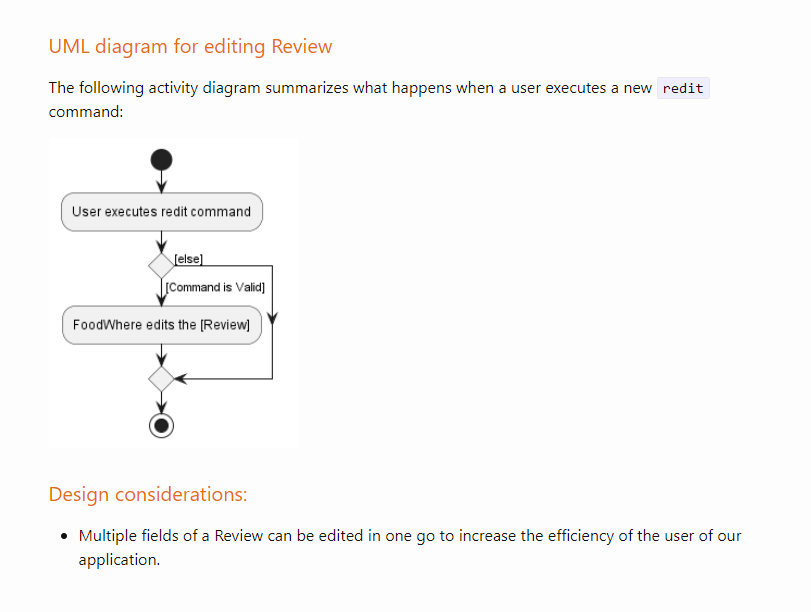 UML diagram for editing Review
The following activity diagram summarizes what happens when a user executes a new redit
command:
User executes redit command
[else]
[Command is Valid]
FoodWhere edits the [Review]
Design considerations:
• Multiple fields of a Review can be edited in one go to increase the efficiency of the user of our
application.